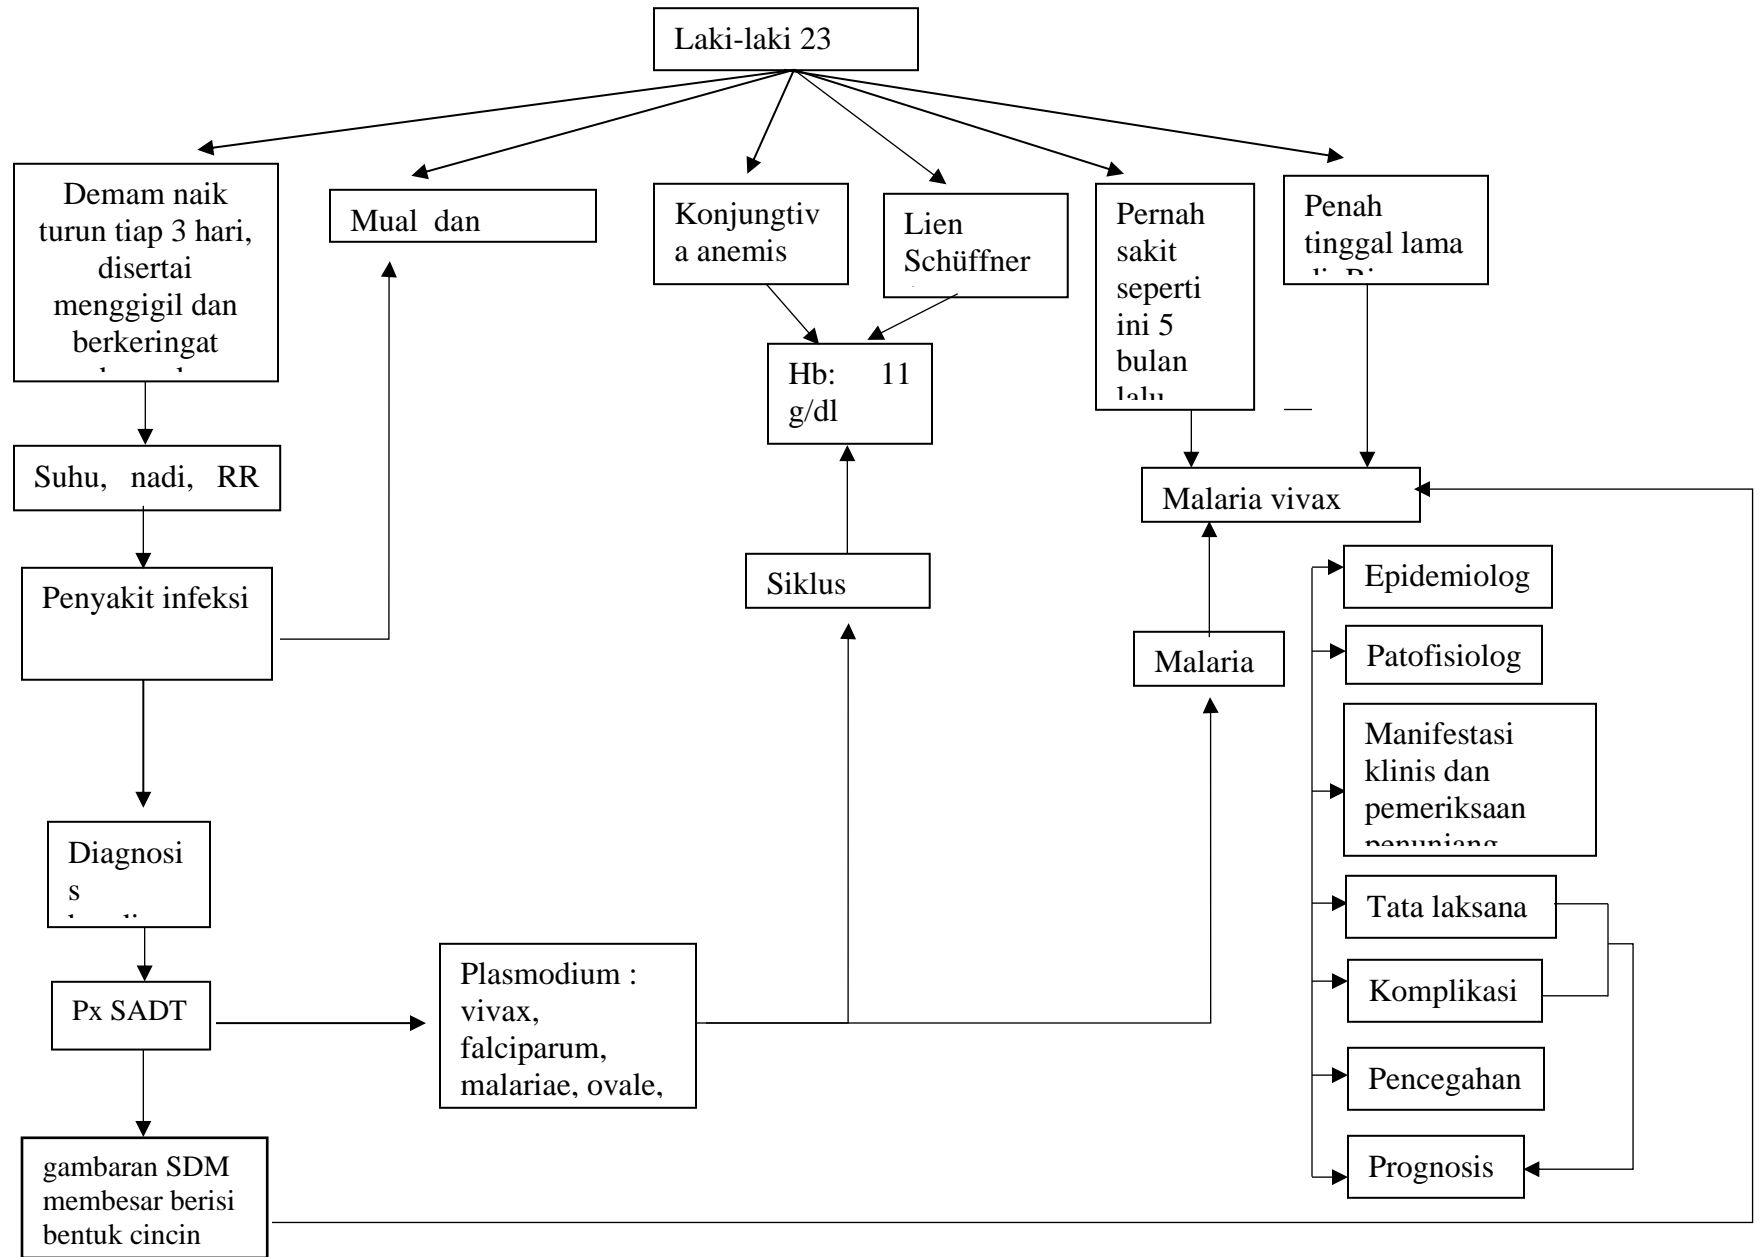 Laki-laki 23
Demam naik
turun tiap 3 hari,
disertai
menggigil dan
berkeringat
Mual dan
Konjungtiv
a anemis
Lien
Schüffner
Pernah
sakit
seperti
ini 5
bulan
lalu
Penah
tinggal lama
Hb: 11
g/dl
Suhu, nadi, RR
Malaria vivax
Penyakit infeksi
Siklus
Malaria
Epidemiolog
Patofisiolog
Manifestasi
klinis dan
pemeriksaan
penunjang
Diagnosi
s
Tata laksana
Px SADT
Plasmodium :
vivax,
falciparum,
malariae, ovale,
Komplikasi
Pencegahan
Prognosis
gambaran SDM
membesar berisi
bentuk cincin